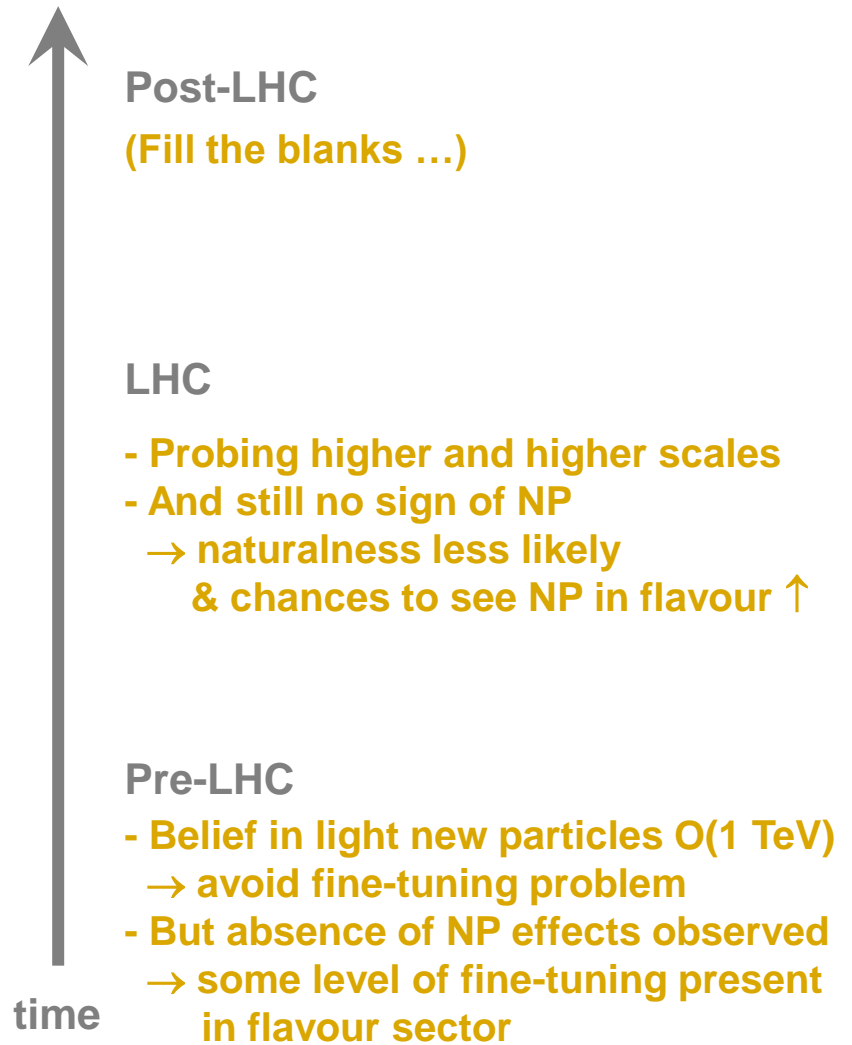 Post-LHC
(Fill the blanks …)
LHC
- Probing higher and higher scales
- And still no sign of NP
→ naturalness less likely
& chances to see NP in flavour ↑
Pre-LHC
- Belief in light new particles O(1 TeV)
→ avoid fine-tuning problem
- But absence of NP effects observed
→ some level of fine-tuning present
in flavour sector
time